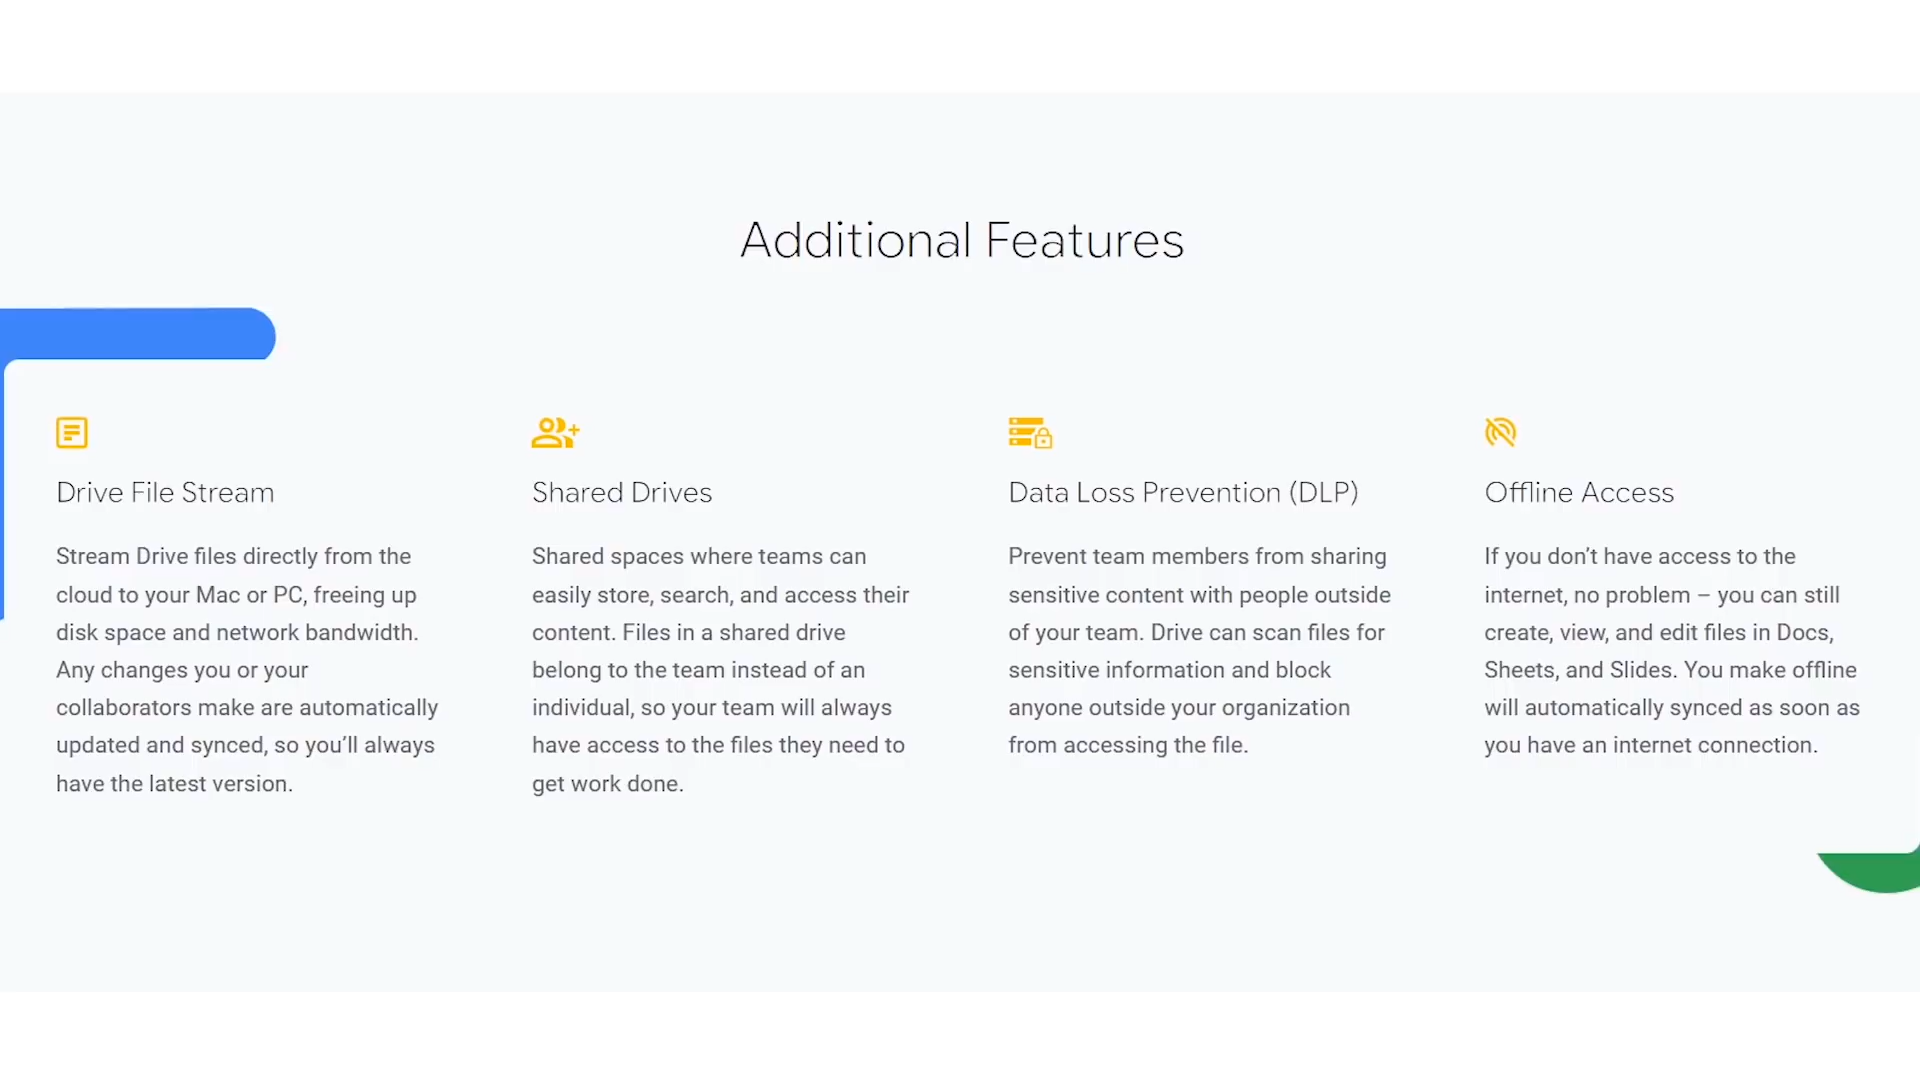 Additional Features
Drive File Stream
Stream Drive files directly from the
cloud to your Mac or PC, freeing up
disk space and network bandwidth.
Any changes you or your
collaborators make are automatically
updated and synced, so you’ll always
have the latest version.
Shared Drives
Shared spaces where teams can
easily store, search, and access their
content. Files in a shared drive
belong to the team instead of an
individual, so your team will always
have access to the files they need to
get work done.
Data Loss Prevention (DLP)
Prevent team members from sharing
sensitive content with people outside
of your team. Drive can scan files for
sensitive information and block
anyone outside your organization
from accessing the file.
Offline Access
If you don’t have access to the
internet, no problem – you can still
create, view, and edit files in Docs,
Sheets, and Slides. You make offline
will automatically synced as soon as
you have an internet connection.